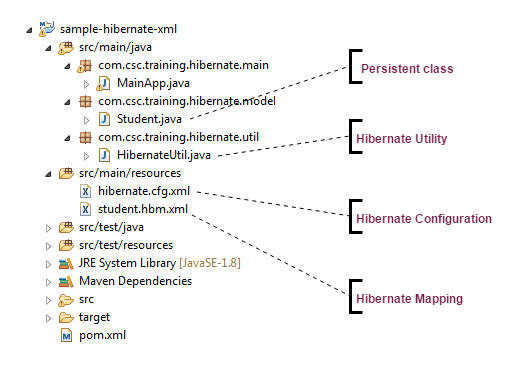 sample-hibernate-xml
src/main/java
com.csc.training.hibernate.main
MainApp.java
com.csc.training.hibernate.model
Student.java
com.csc.training.hibernate.util
HibernateUtil.java
src/main/resources
hibernate.cfg.xml
student.hbm.xml
src/test/java
src/test/resources
JRE System Library [JavaSE-1.8]
Maven Dependencies
src
target
pom.xml
Persistent class
Hibernate Utility
Hibernate Configuration
Hibernate Mapping